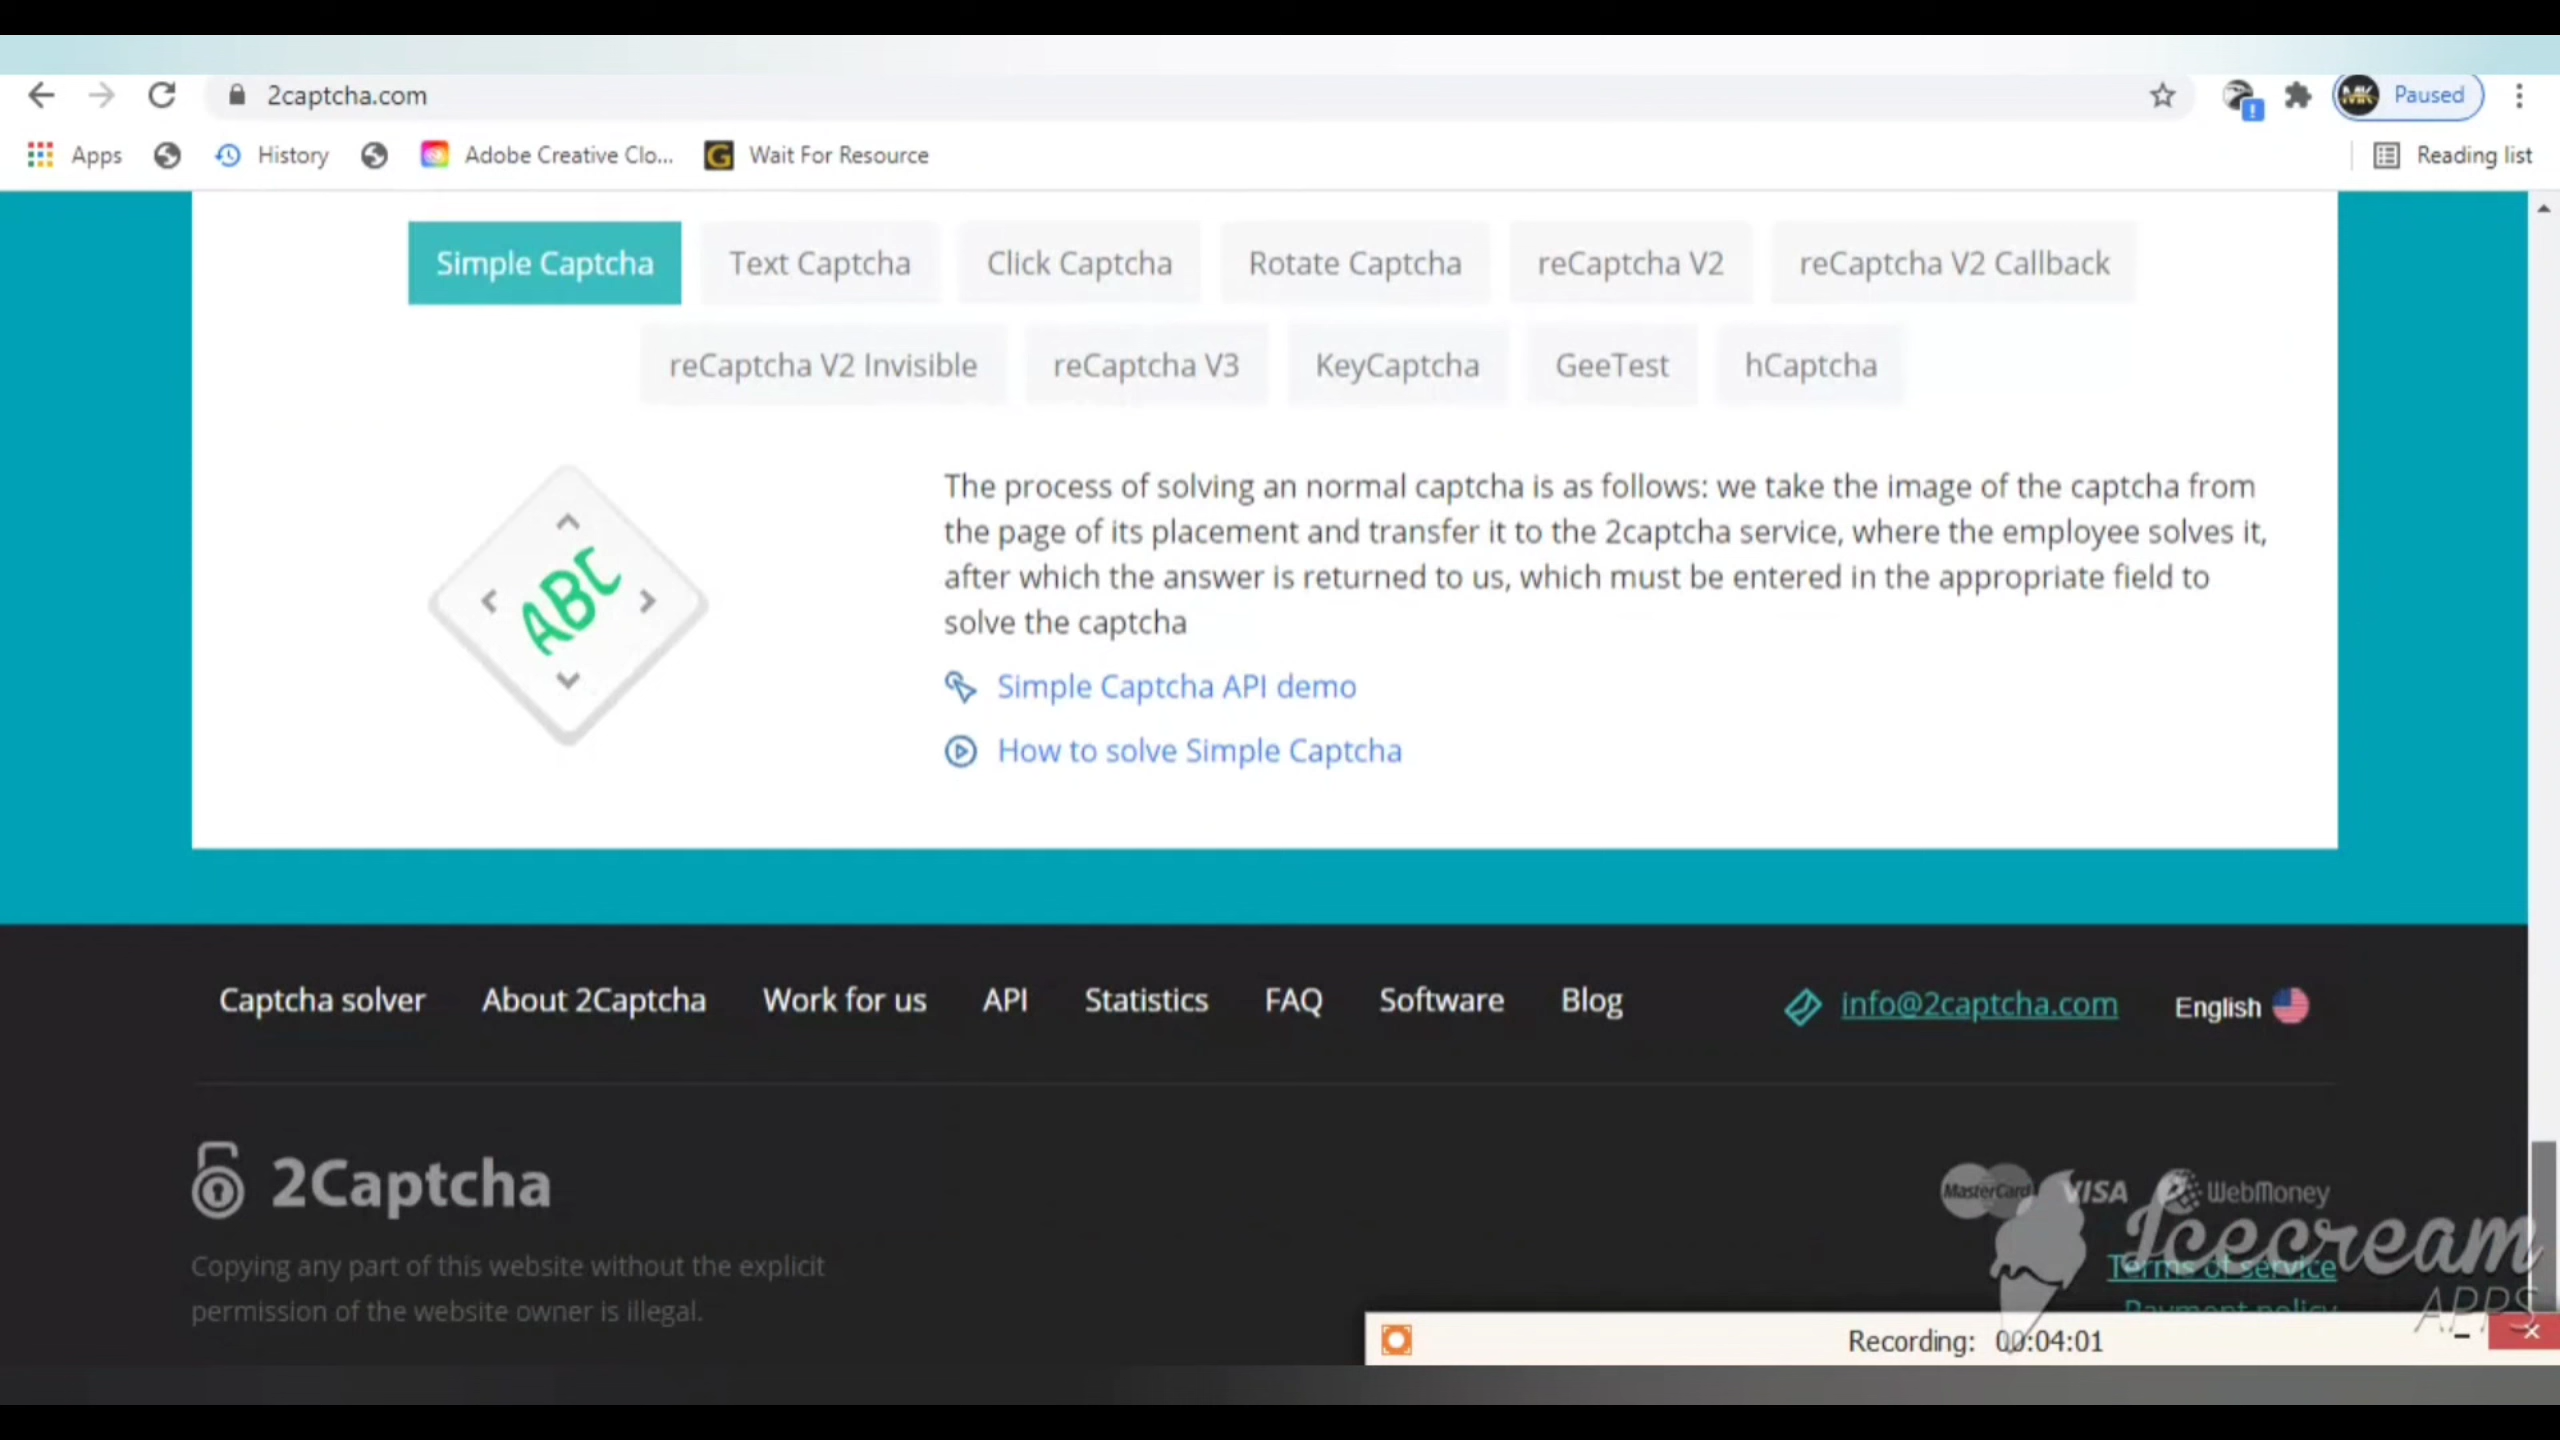 2captcha.com
Paused
Apps
History
Adobe Creative Clo...
Wait For Resource
Reading list
Simple Captcha
Text Captcha
Click Captcha
Rotate Captcha
reCaptcha V2
reCaptcha V2 Callback
reCaptcha V2 Invisible
reCaptcha V3
KeyCaptcha
GeeTest
hCaptcha
ABC
The process of solving an normal captcha is as follows: we take the image of the captcha from
the page of its placement and transfer it to the 2captcha service, where the employee solves it,
after which the answer is returned to us, which must be entered in the appropriate field to
solve the captcha
Simple Captcha API demo
How to solve Simple Captcha
Captcha solver
About 2Captcha
Work for us
API
Statistics
FAQ
Software
Blog
info@2captcha.com
English
2Captcha
MasterCard
VISA
WebMoney
Copying any part of this website without the explicit
permission of the website owner is illegal.
Icecream
APPS
Terms of service
Payment policy
Recording: 00:04:01